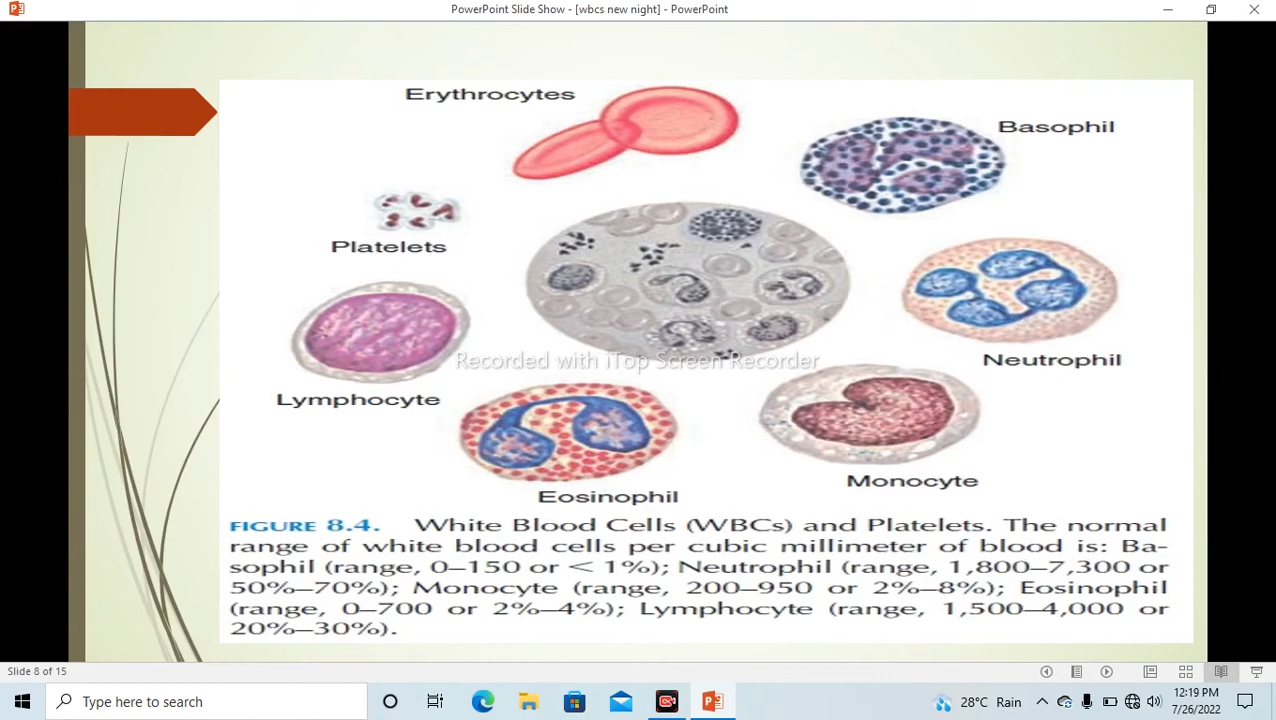 PowerPoint Slide Show - [wbcs new night] - PowerPoint
Erythrocytes
Basophil
Platelets
Neutrophil
Recorded with iTop Screen Recorder
Lymphocyte
Monocyte
Eosinophil
FIGURE 8.4. White Blood Cells (WBCs) and Platelets. The normal
range of white blood cells per cubic millimeter of blood is: Ba-
sophil (range, 0–150 or < 1%); Neutrophil (range, 1,800–7,300 or
50%–70%); Monocyte (range, 200–950 or 2%–8%); Eosinophil
(range, 0–700 or 2%–4%); Lymphocyte (range, 1,500–4,000 or
20%–30%).
Slide 8 of 15
Type here to search
28°C Rain
12:19 PM
7/26/2022